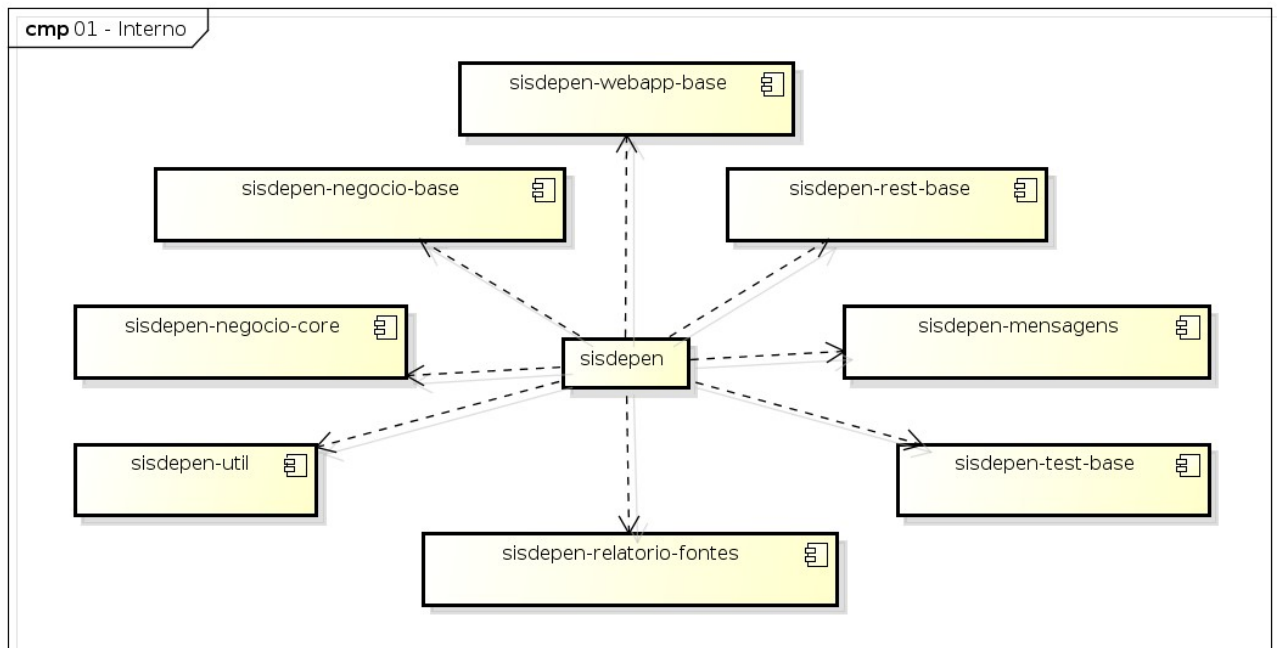 cmp 01 - Interno
sisdepen-webapp-base
sisdepen-negocio-base
sisdepen-rest-base
sisdepen-negocio-core
sisdepen-mensagens
sisdepen
sisdepen-util
sisdepen-test-base
sisdepen-relatorio-fontes